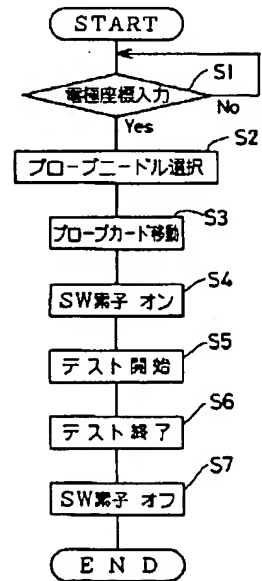 START
電極座標入力
S1
No
Yes
S2
プローブニードル選択
S3
プローブカード移動
S4
SW素子 オン
S5
テスト開始
S6
テスト終了
S7
SW素子 オフ
END